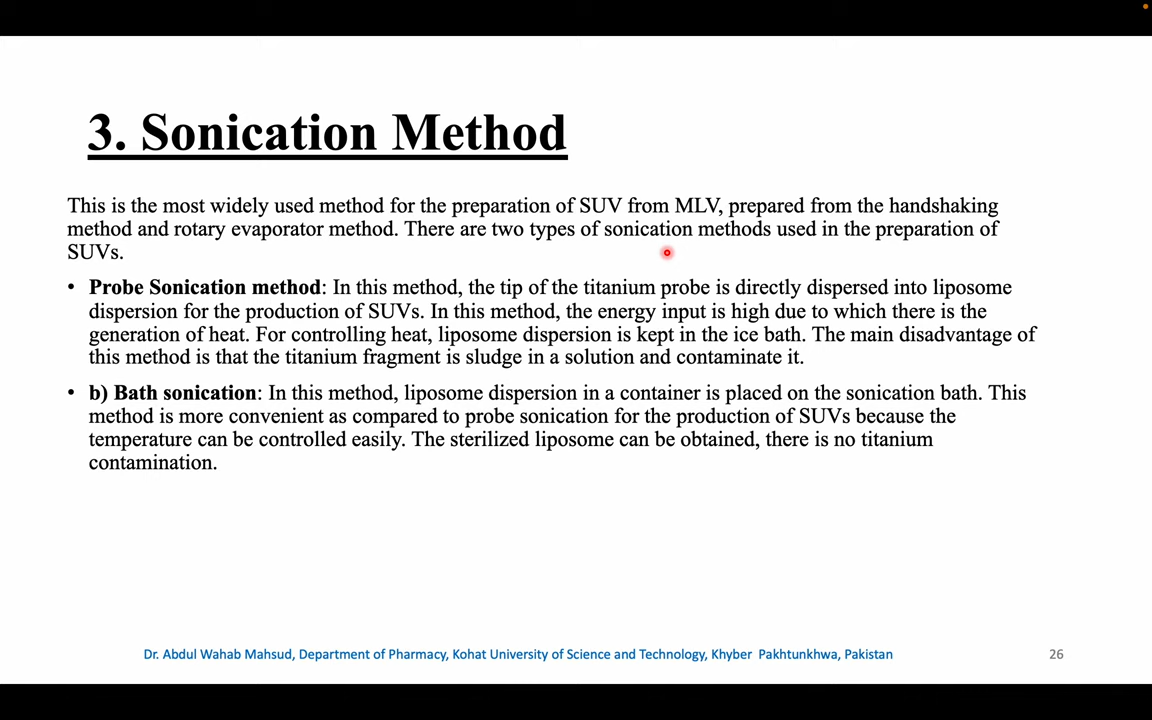 3. Sonication Method
This is the most widely used method for the preparation of SUV from MLV, prepared from the handshaking
method and rotary evaporator method. There are two types of sonication methods used in the preparation of
SUVs.
• Probe Sonication method: In this method, the tip of the titanium probe is directly dispersed into liposome
dispersion for the production of SUVs. In this method, the energy input is high due to which there is the
generation of heat. For controlling heat, liposome dispersion is kept in the ice bath. The main disadvantage of
this method is that the titanium fragment is sludge in a solution and contaminate it.
• b) Bath sonication: In this method, liposome dispersion in a container is placed on the sonication bath. This
method is more convenient as compared to probe sonication for the production of SUVs because the
temperature can be controlled easily. The sterilized liposome can be obtained, there is no titanium
contamination.
Dr. Abdul Wahab Mahsud, Department of Pharmacy, Kohat University of Science and Technology, Khyber Pakhtunkhwa, Pakistan
26